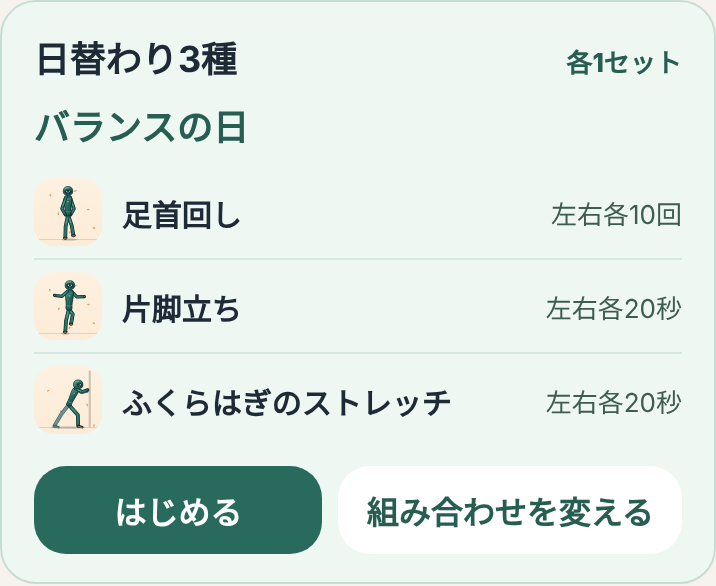 日替わり3種
各1セット
バランスの日
足首回し
左右各10回
片脚立ち
左右各20秒
ふくらはぎのストレッチ
左右各20秒
はじめる
組み合わせを変える